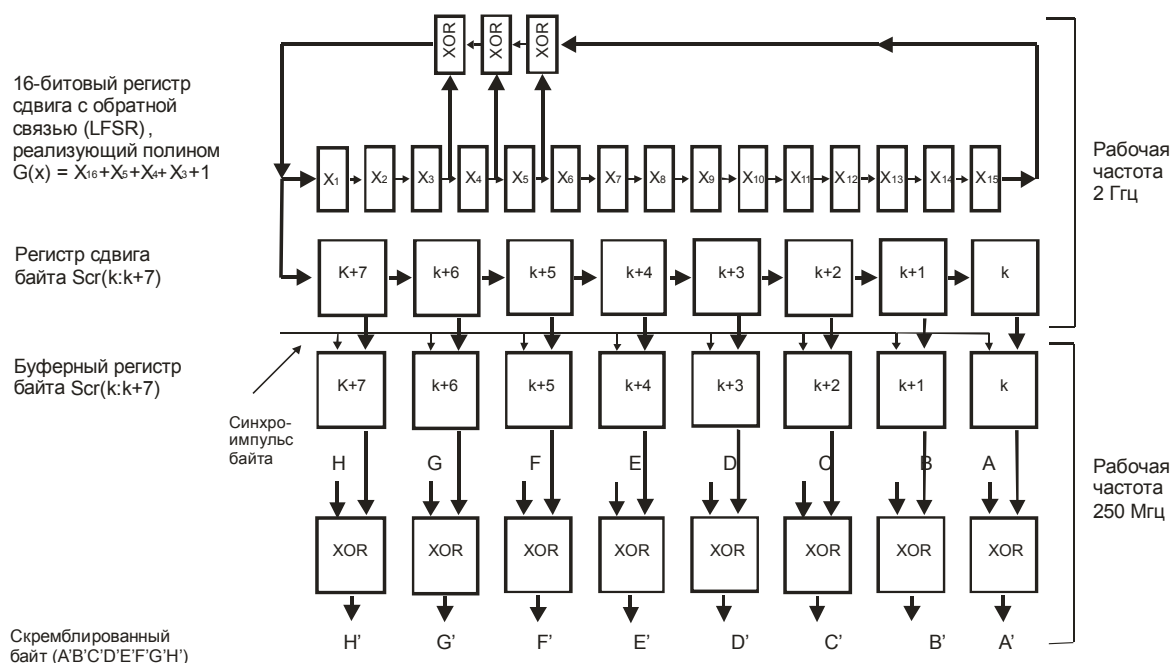 XOR XOR XOR
16-битовый регистр
сдвига с обратной
связью (LFSR) ,
реализующий полином
G(x) = X16+X5+X4+X3+1
X1 X2 X3 X4 X5 X6 X7 X8 X9 X10 X11 X12 X13 X14 X15
Рабочая
частота
2 Ггц
Регистр сдвига
байта Scr(k:k+7)
K+7 k+6 k+5 k+4 k+3 k+2 k+1 k
Буферный регистр
байта Scr(k:k+7)
K+7 k+6 k+5 k+4 k+3 k+2 k+1 k
Синхро-
импульс
байта
H G F E D C B A
Рабочая
частота
250 Мгц
XOR XOR XOR XOR XOR XOR XOR XOR
Скремблированный
байт (A'B'C'D'E'F'G'H')
H' G' F' E' D' C' B' A'